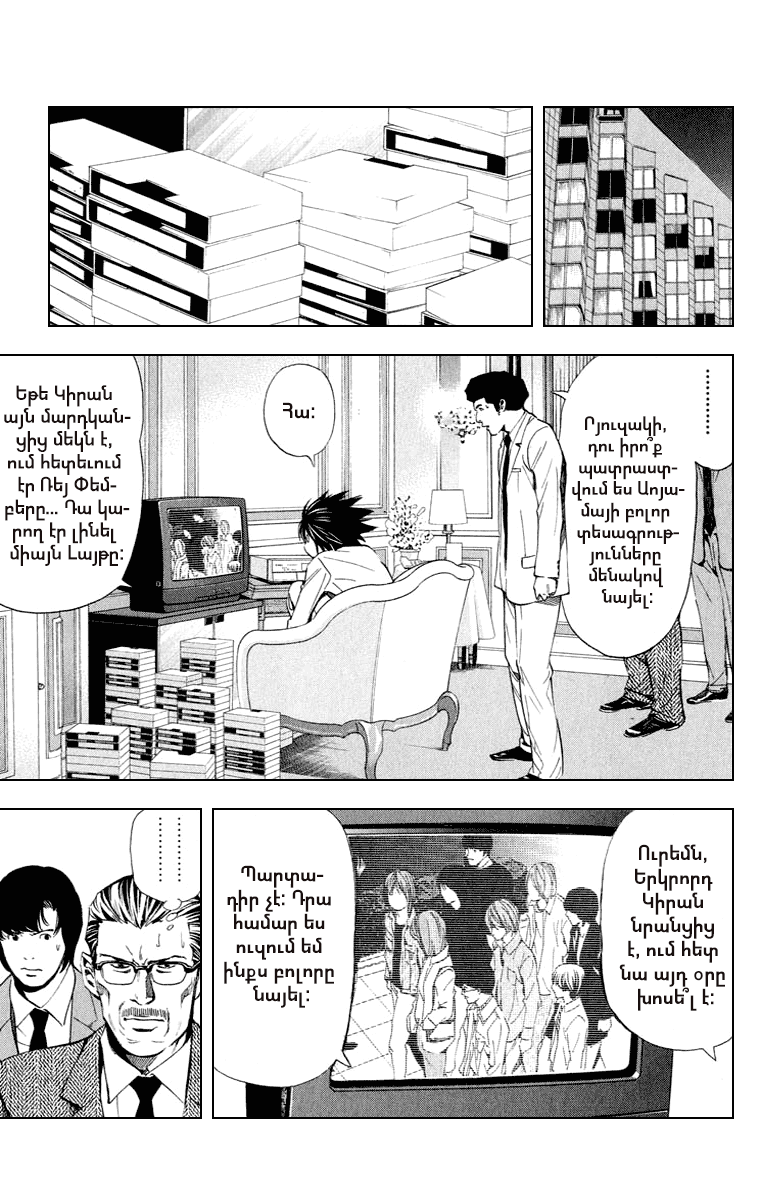 ․․․․․․․․
Րյուզակի,
դու իրո՞ք
պատրաստ-
վում ես Աոյա-
մայի բոլոր
տեսագրութ-
յունները
մենակով
նայել:
Հա:
Եթե Կիրան
այն մարդկան-
ցից մեկն է,
ում հետեւում
էր Ռեյ Փեմ-
բերը... Դա կա-
րող էր լինել
միայն Լայթը:
Ուրեմն,
Երկրորդ
Կիրան
նրանցից
է, ում հետ
նա այդ օրը
խոսե՞լ է:
Պարտա-
դիր չէ: Դրա
համար ես
ուզում եմ
ինքս բոլորը
նայել: